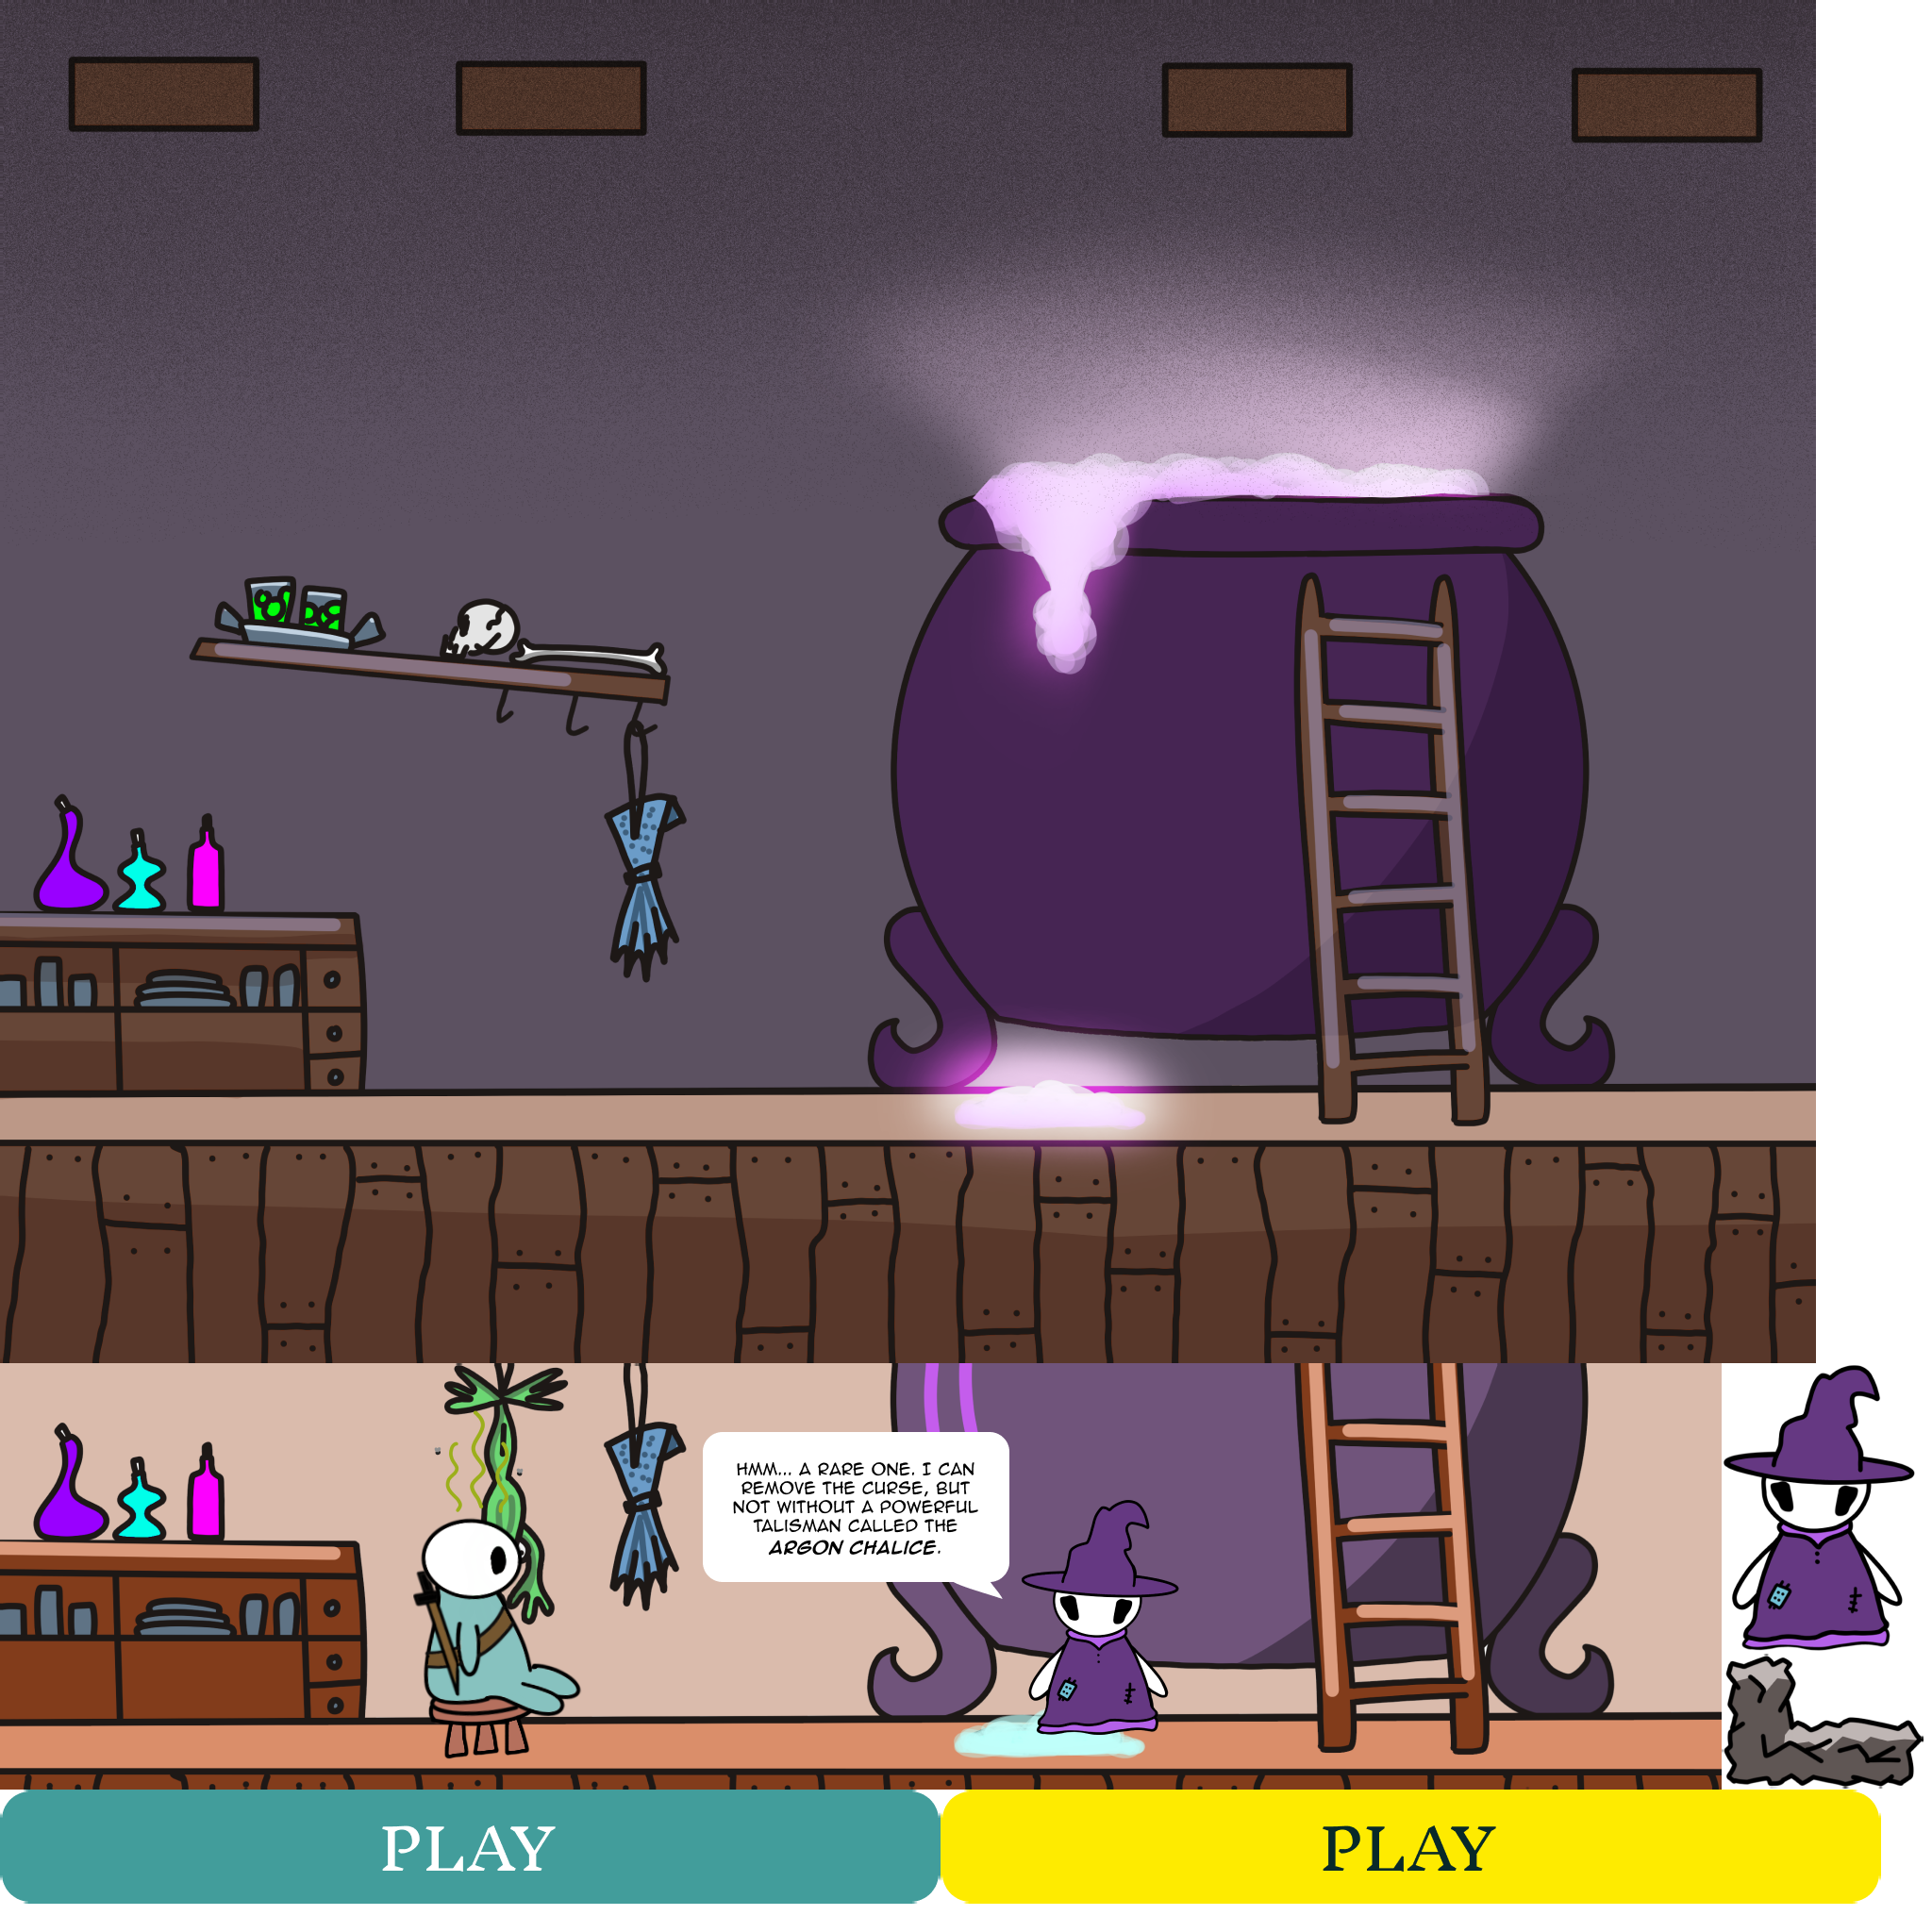 HMM... A RARE ONE. I CAN
REMOVE THE CURSE, BUT
NOT WITHOUT A POWERFUL
TALISMAN CALLED THE
ARGON CHALICE.
PLAY
PLAY